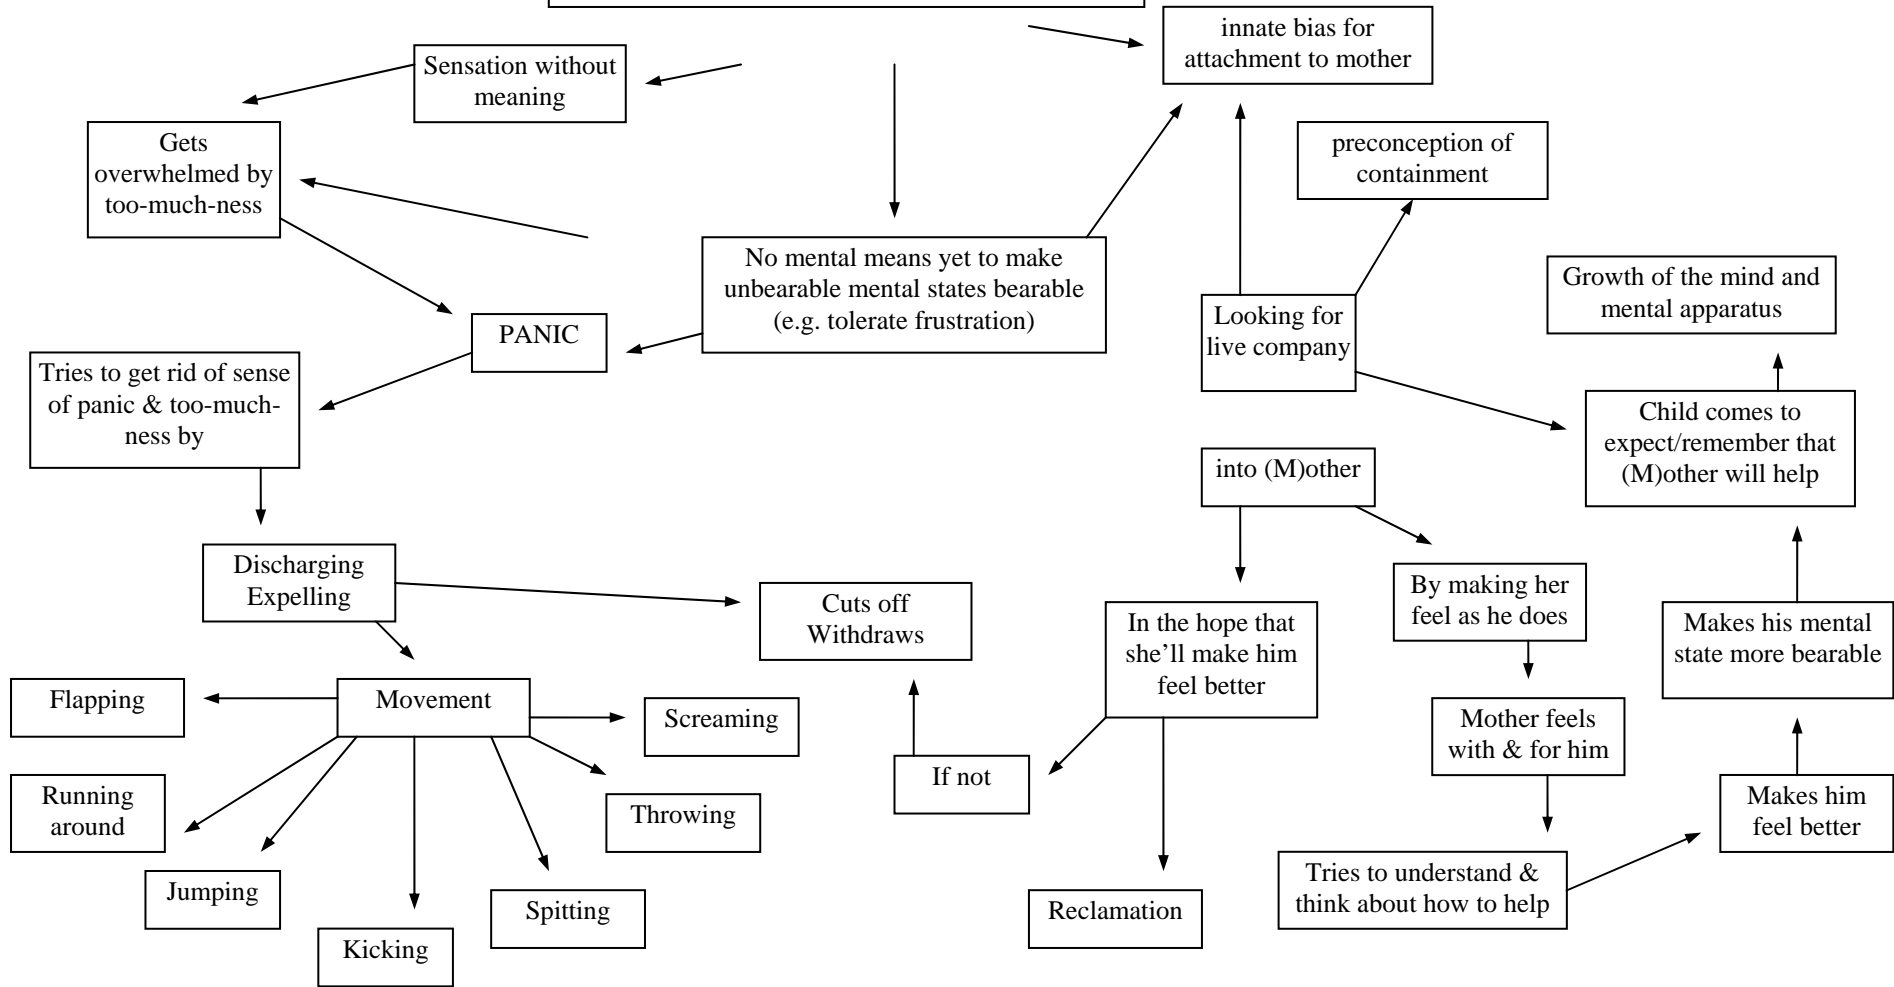 innate bias for
attachment to mother
Sensation without
meaning
Gets
overwhelmed by
too-much-ness
preconception of
containment
No mental means yet to make
unbearable mental states bearable
(e.g. tolerate frustration)
Growth of the mind and
mental apparatus
Looking for
live company
PANIC
Tries to get rid of sense
of panic & too-much-
ness by
Child comes to
expect/remember that
(M)other will help
into (M)other
Discharging
Expelling
Cuts off
Withdraws
By making her
feel as he does
In the hope that
she’ll make him
feel better
Makes his mental
state more bearable
Flapping
Movement
Screaming
Mother feels
with & for him
If not
Running
around
Throwing
Makes him
feel better
Jumping
Spitting
Reclamation
Tries to understand &
think about how to help
Kicking